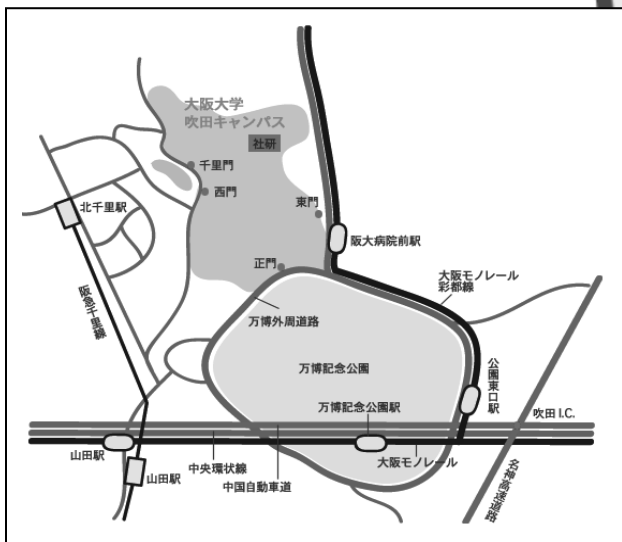 大阪大学
吹田キャンパス
社研
千里門
西門
北千里駅
東門
阪大病院前駅
正門
大阪モノレール
彩都線
阪急千里線
万博外周道路
万博記念公園
公園東口駅
万博記念公園駅
吹田 I.C.
山田駅
中央環状線
大阪モノレール
山田駅
中国自動車道
名神高速道路